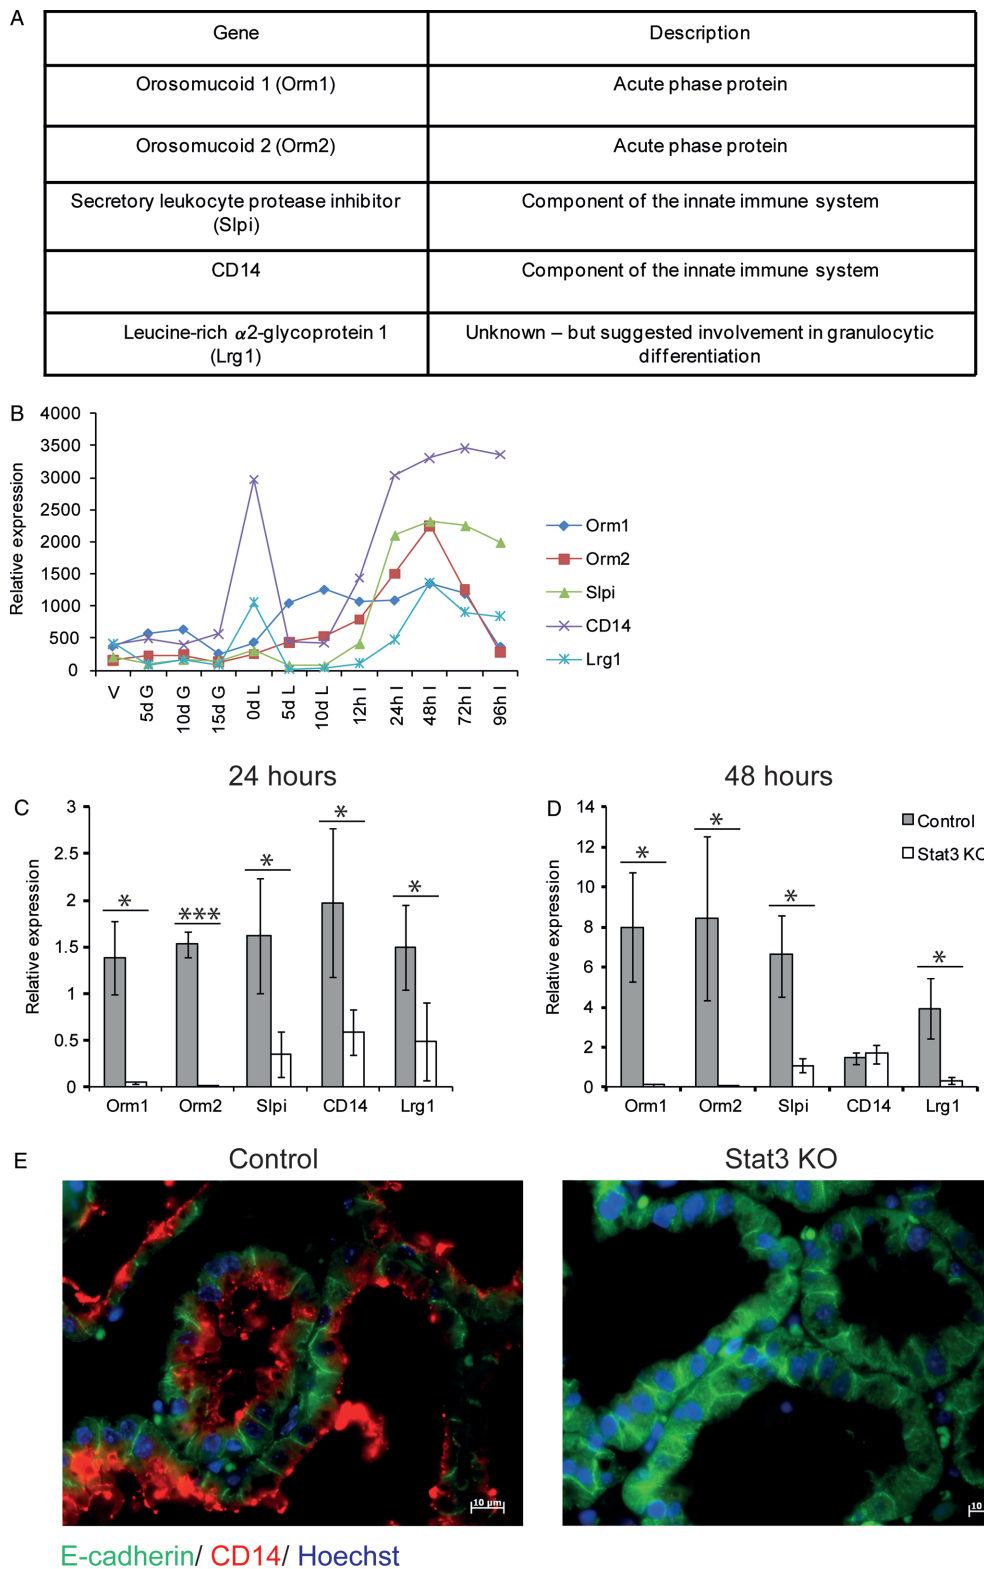 A
Gene Description
Orosomucoid 1 (Orm1) Acute phase protein
Orosomucoid 2 (Orm2) Acute phase protein
Secretory leukocyte protease inhibitor
(Slpi)
Component of the innate immune system
CD14 Component of the innate immune system
Leucine-rich α2-glycoprotein 1
(Lrg1)
Unknown – but suggested involvement in granulocytic
differentiation
B
Relative expression
4000
3500
3000
2500
2000
1500
1000
500
0
V
5d G
10d G
15d G
0d L
5d L
10d L
12h I
24h I
48h I
72h I
96h I
Orm1
Orm2
Slpi
CD14
Lrg1
24 hours
C
Relative expression
3
2.5
2
1.5
1
0.5
0
*
***
*
*
*
Orm1 Orm2 Slpi CD14 Lrg1
48 hours
D
Relative expression
14
12
10
8
6
4
2
0
*
*
*
*
Control
Stat3 KO
Orm1 Orm2 Slpi CD14 Lrg1
E
Control
Stat3 KO
10 µm
10
E-cadherin/ CD14/ Hoechst